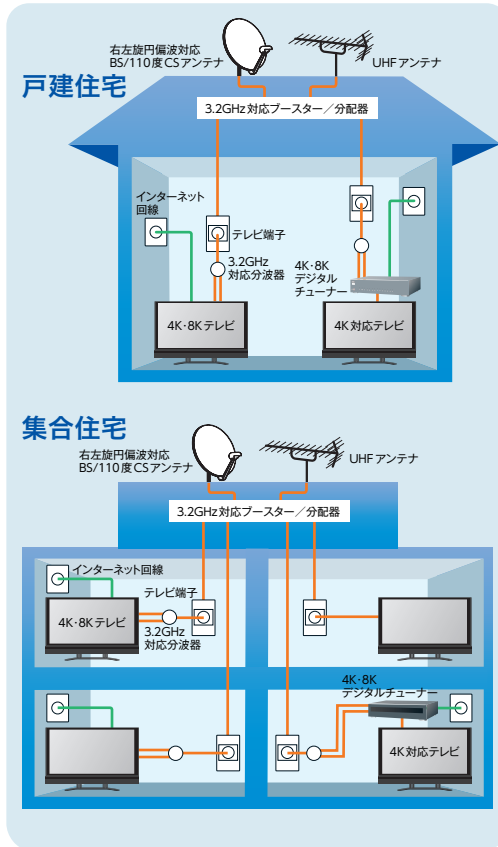 右左旋円偏波対応
BS/110度CSアンテナ
UHFアンテナ
戸建住宅
3.2GHz対応ブースター／分配器
インターネット
回線
テレビ端子
3.2GHz
対応分波器
4K･8K
デジタル
チューナー
4K･8Kテレビ
4K対応テレビ
集合住宅
右左旋円偏波対応
BS/110度CSアンテナ
UHFアンテナ
3.2GHz対応ブースター／分配器
インターネット回線
テレビ端子
4K･8Kテレビ
3.2GHz
対応分波器
4K･8K
デジタルチューナー
4K対応テレビ